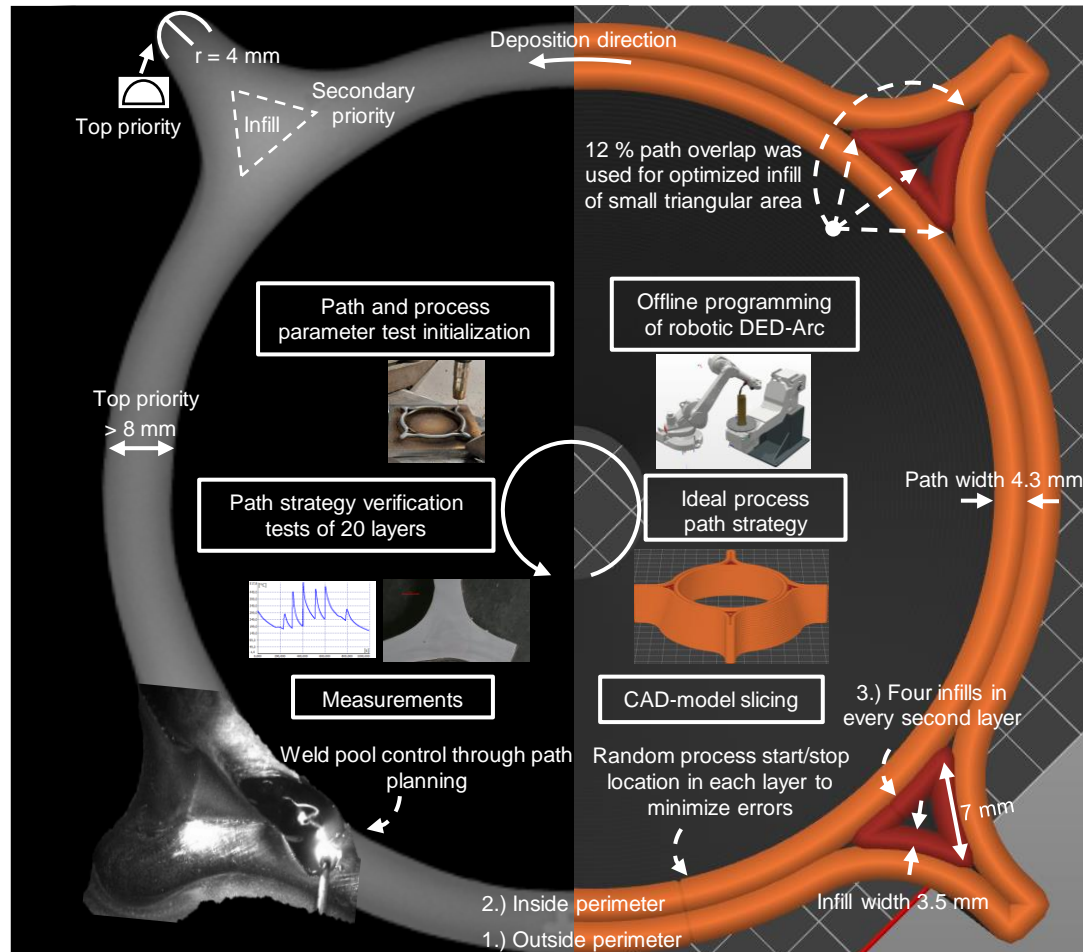 r = 4 mm
Top priority
Infill
Secondary
priority
Deposition direction
12 % path overlap was
used for optimized infill
of small triangular area
Path and process
parameter test initialization
Offline programming
of robotic DED-Arc
Top priority
> 8 mm
Path width 4.3 mm
Path strategy verification
tests of 20 layers
Ideal process
path strategy
Measurements
CAD-model slicing
3.) Four infills in
every second layer
Weld pool control through path
planning
Random process start/stop
location in each layer to
minimize errors
7 mm
Infill width 3.5 mm
2.) Inside perimeter
1.) Outside perimeter